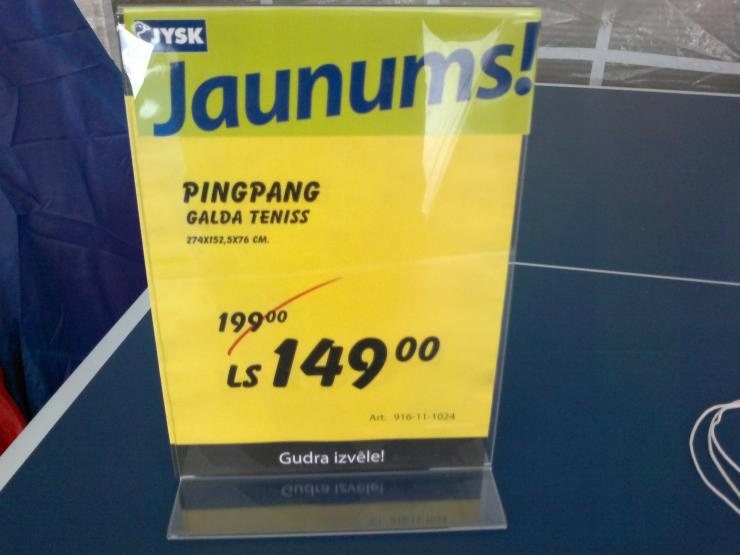 JYSK
Jaunums!
PINGPANG
GALDA TENISS
274X152,5X76 CM.
199⁰⁰
LS 149⁰⁰
Art. 916-11-1024
Gudra izvēle!